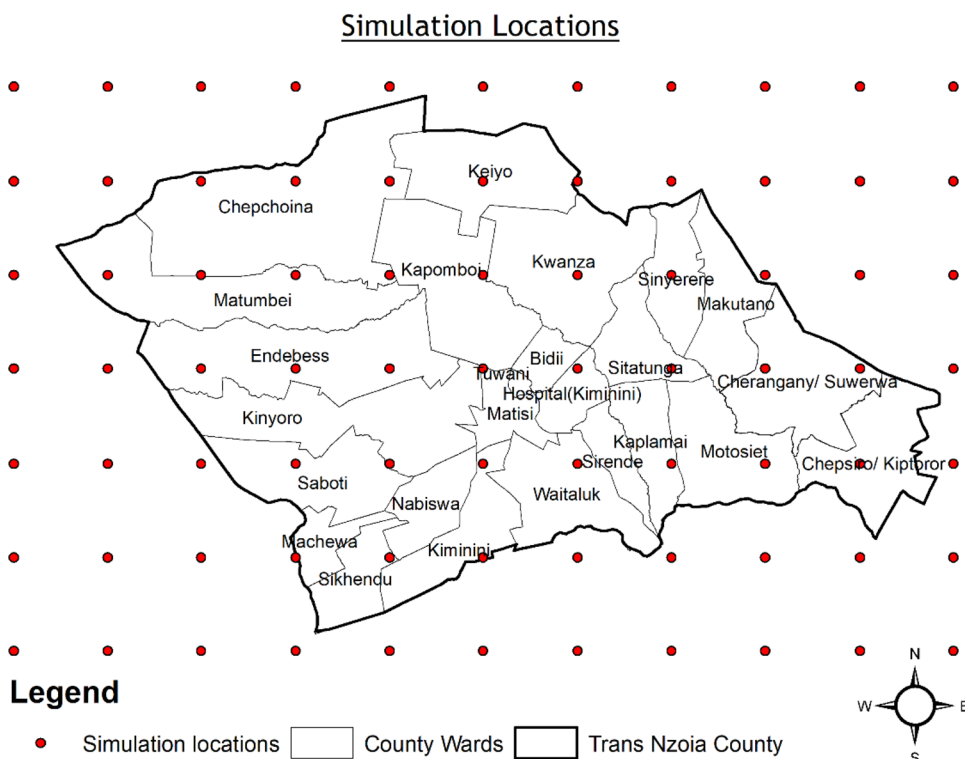 Simulation Locations
Keiyo
Chepchoina
Kapomboi
Kwanza
Sinyerere
Matumbei
Makutano
Endebess
Bidii
Tuwani
Sitatunga
Cherangany/ Suwerwa
Hospital(Kiminini)
Kinyoro
Matisi
Kaplamai
Motosiet
Sirende
Chepsiro/ Kiptoror
Saboti
Waitaluk
Nabiswa
Machewa
Kiminini
Sikhendu
N
W E
S
Legend
Simulation locations County Wards Trans Nzoia County